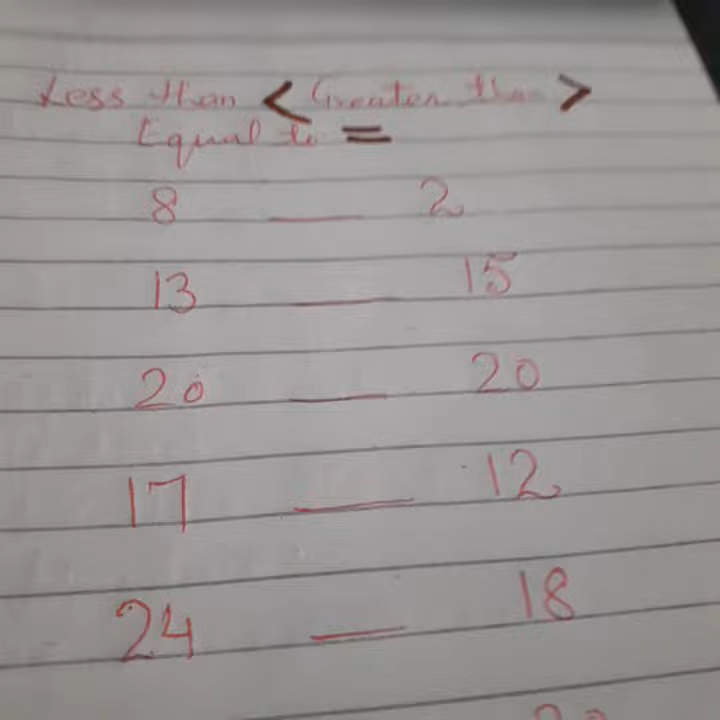 Less than < Greater than >
Equal to =
8 ___ 2
13 ___ 15
20 ___ 20
17 ___ 12
24 ___ 18